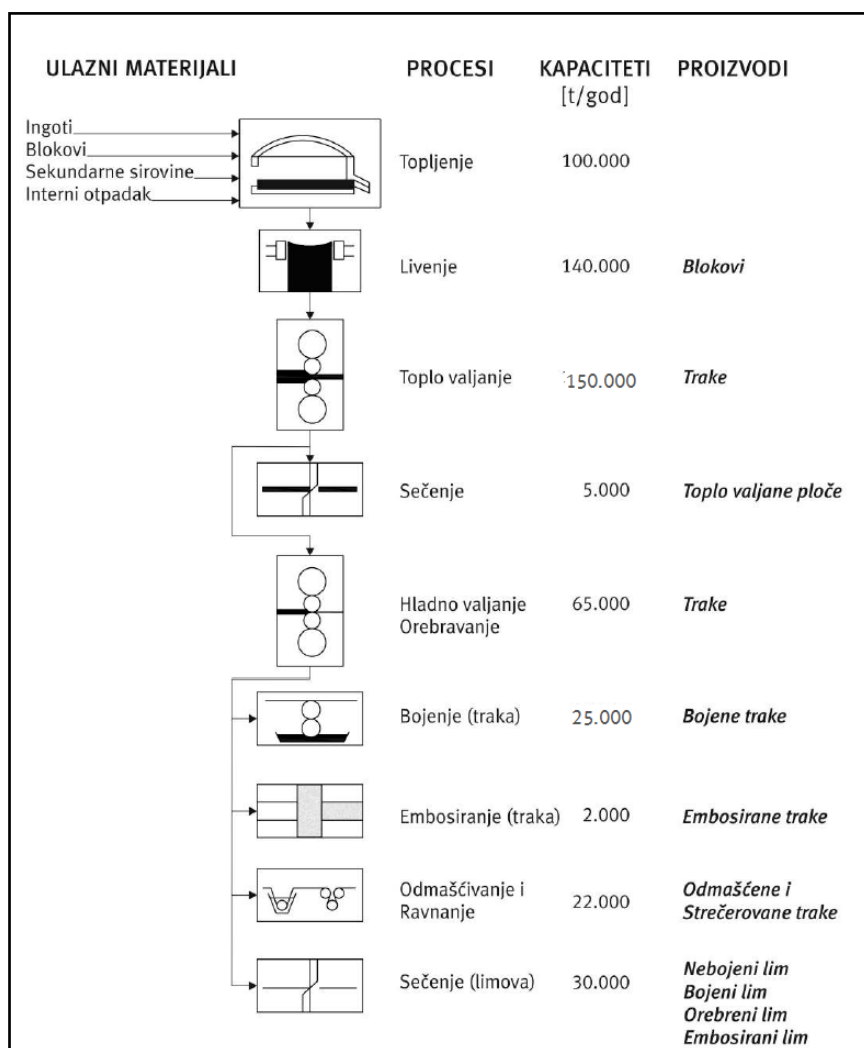 ULAZNI MATERIJALI PROCESI KAPACITETI PROIZVODI
[t/god]
Ingoti
Blokovi
Sekundarne sirovine
Interni otpadak
Topljenje 100.000
Livenje 140.000 Blokovi
Toplo valjanje 150.000 Trake
Sečenje 5.000 Toplo valjane ploče
Hladno valjanje 65.000 Trake
Orebravanje
Bojenje (traka) 25.000 Bojene trake
Embosiranje (traka) 2.000 Embosirane trake
Odmašćivanje i Odmašćene i
Ravnanje 22.000 Strečerovane trake
Sečenje (limova) 30.000 Nebojeni lim
Bojeni lim
Orebreni lim
Embosirani lim